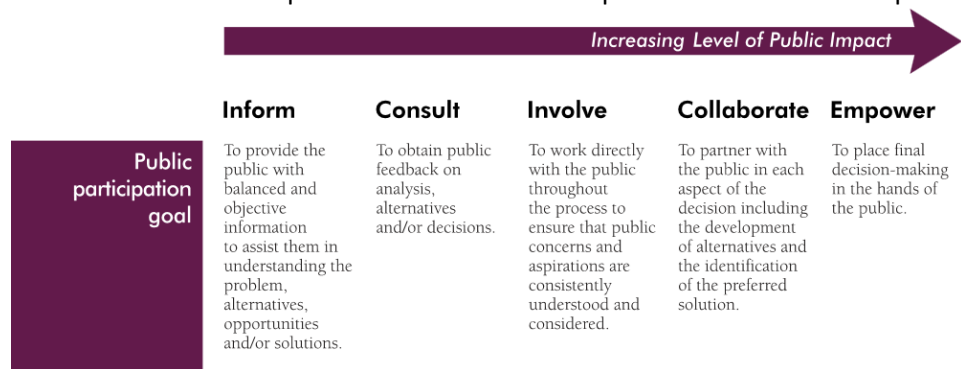 Increasing Level of Public Impact
Inform
Consult
Involve
Collaborate
Empower
Public
participation
goal
To provide the
public with
balanced and
objective
information
to assist them in
understanding the
problem,
alternatives,
opportunities
and/or solutions.
To obtain public
feedback on
analysis,
alternatives
and/or decisions.
To work directly
with the public
throughout
the process to
ensure that public
concerns and
aspirations are
consistently
understood and
considered.
To partner with
the public in each
aspect of the
decision including
the development
of alternatives and
the identification
of the preferred
solution.
To place final
decision-making
in the hands of
the public.